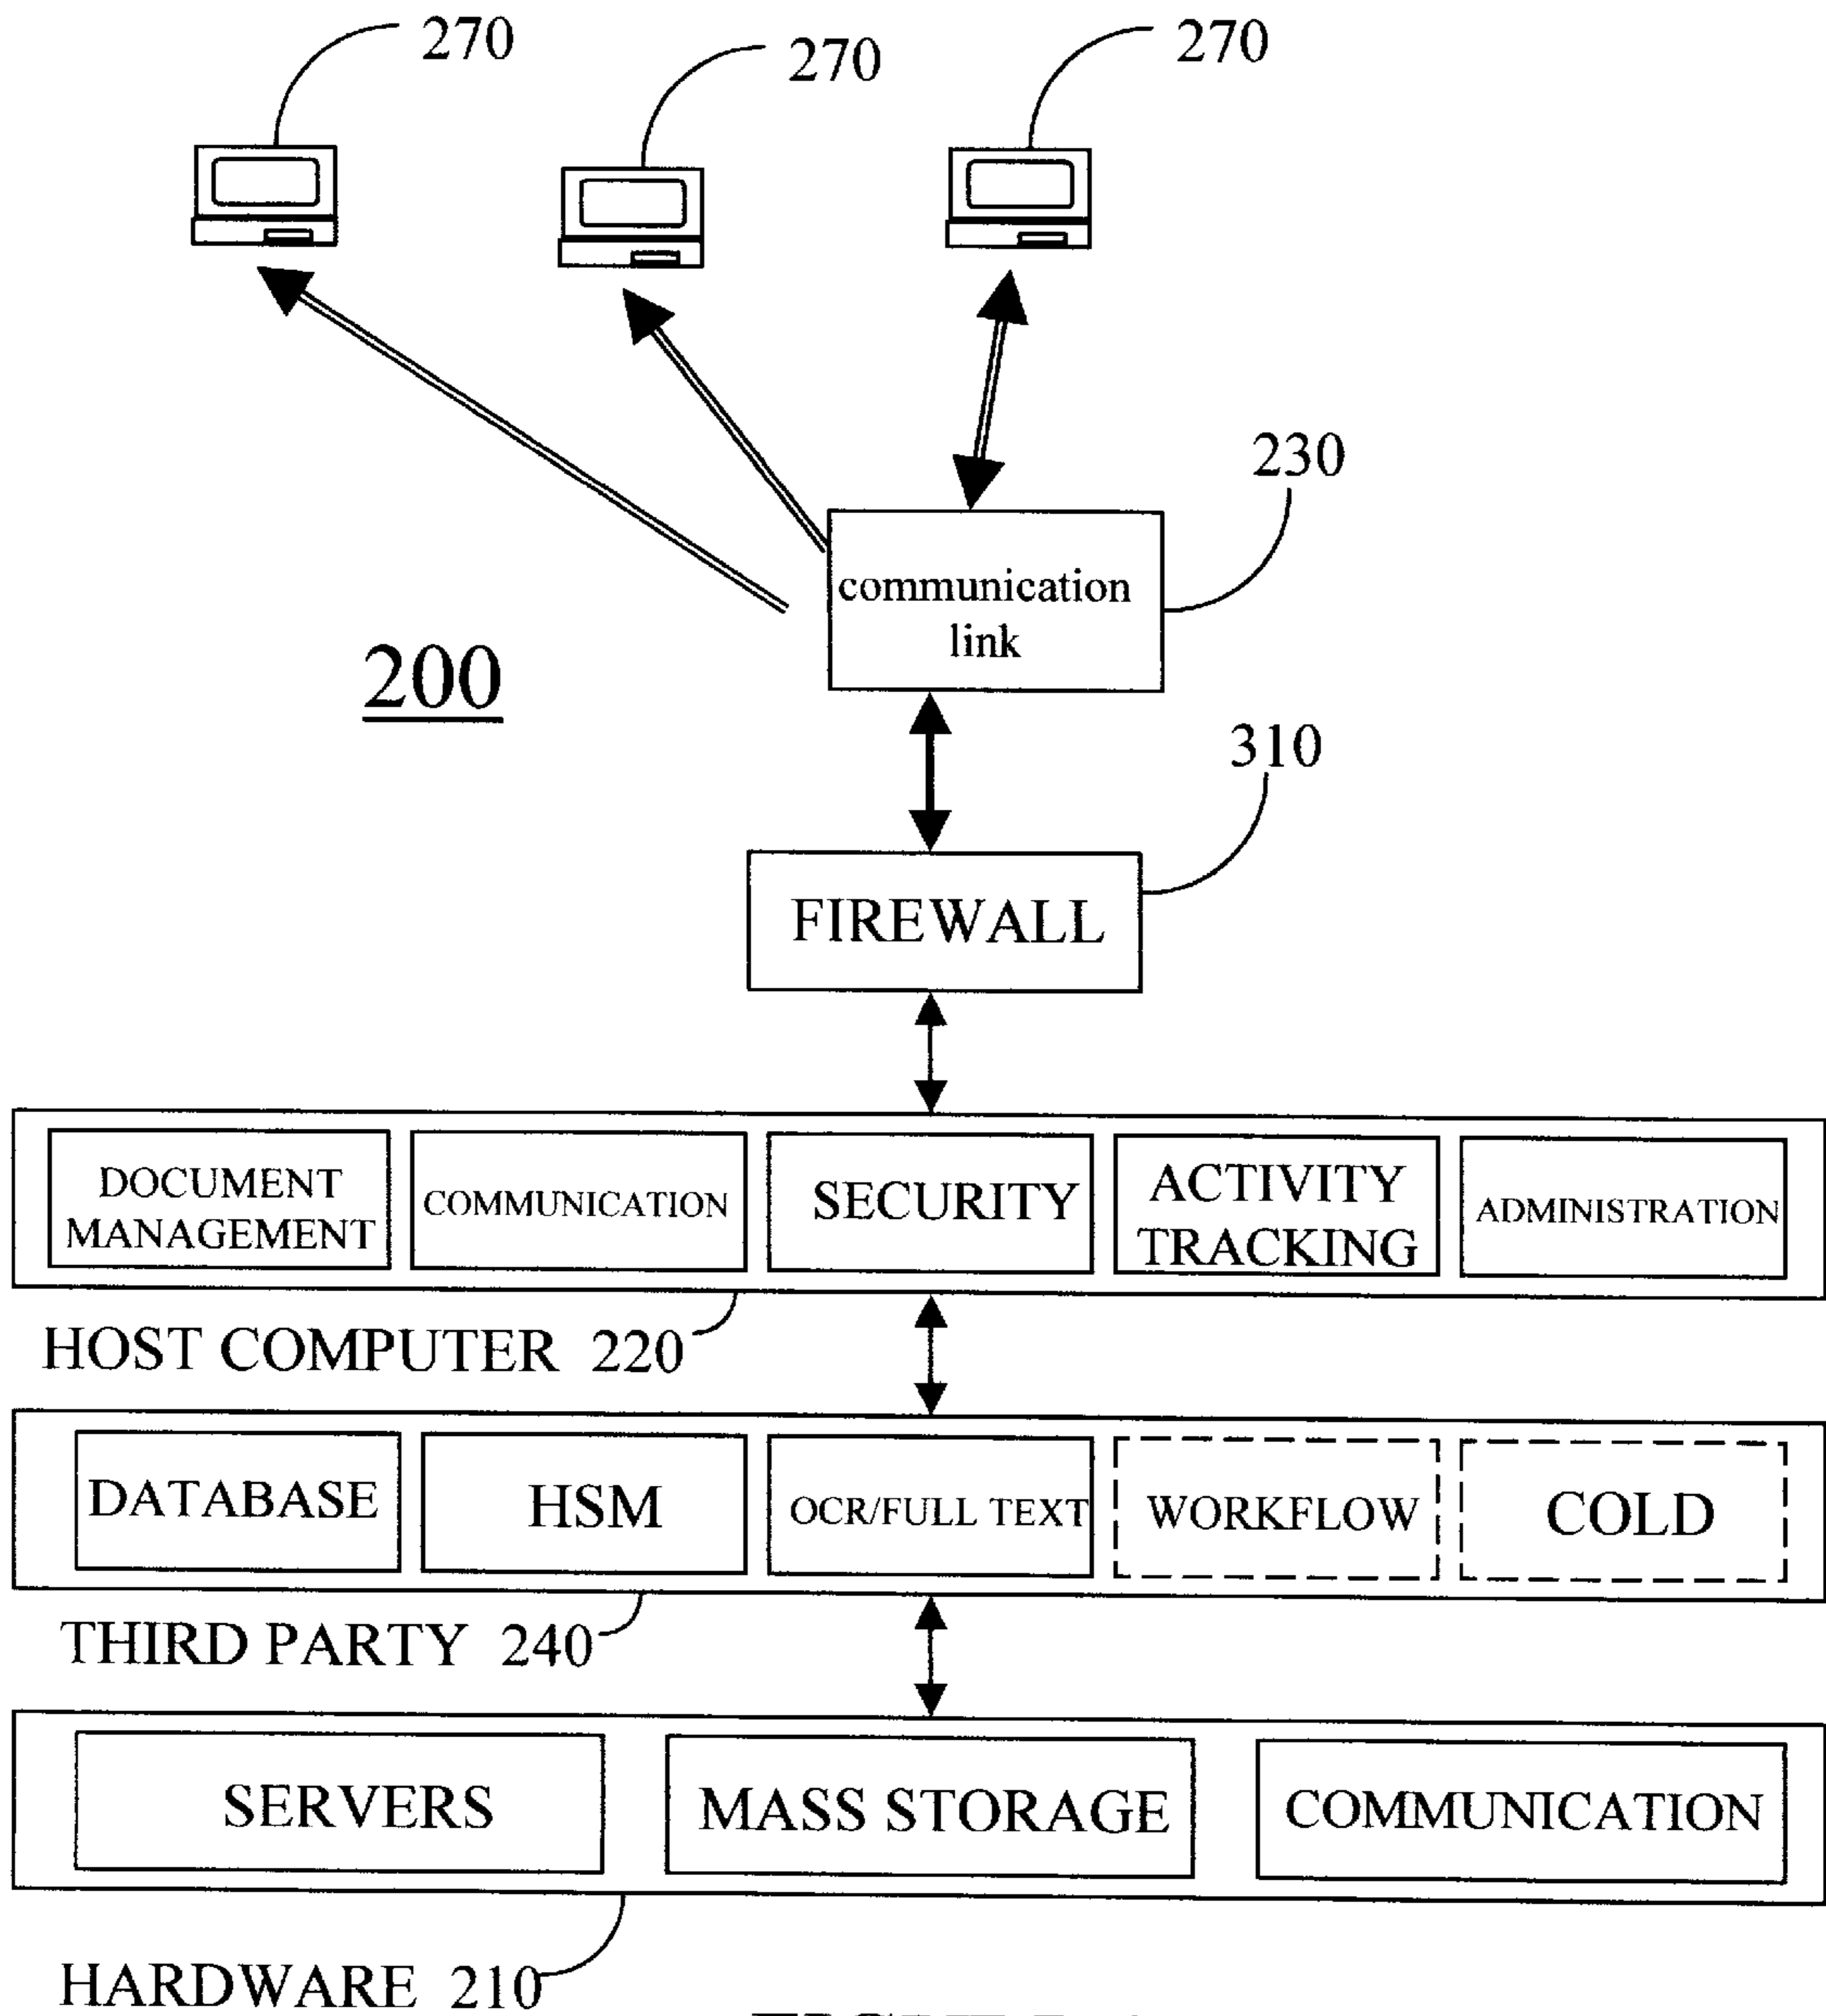 270
270
270
230
communication
link
200
310
FIREWALL
DOCUMENT
MANAGEMENT
COMMUNICATION
SECURITY
ACTIVITY
TRACKING
ADMINISTRATION
HOST COMPUTER 220
DATABASE
HSM
OCR/FULL TEXT
WORKFLOW
COLD
THIRD PARTY 240
SERVERS
MASS STORAGE
COMMUNICATION
HARDWARE 210